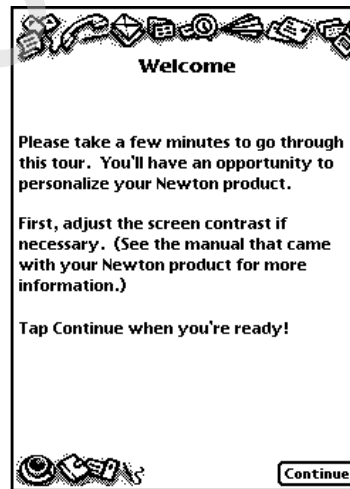 Welcome
Please take a few minutes to go through
this tour. You'll have an opportunity to
personalize your Newton product.
First, adjust the screen contrast if
necessary. (See the manual that came
with your Newton product for more
information.)
Tap Continue when you're ready!
Continue